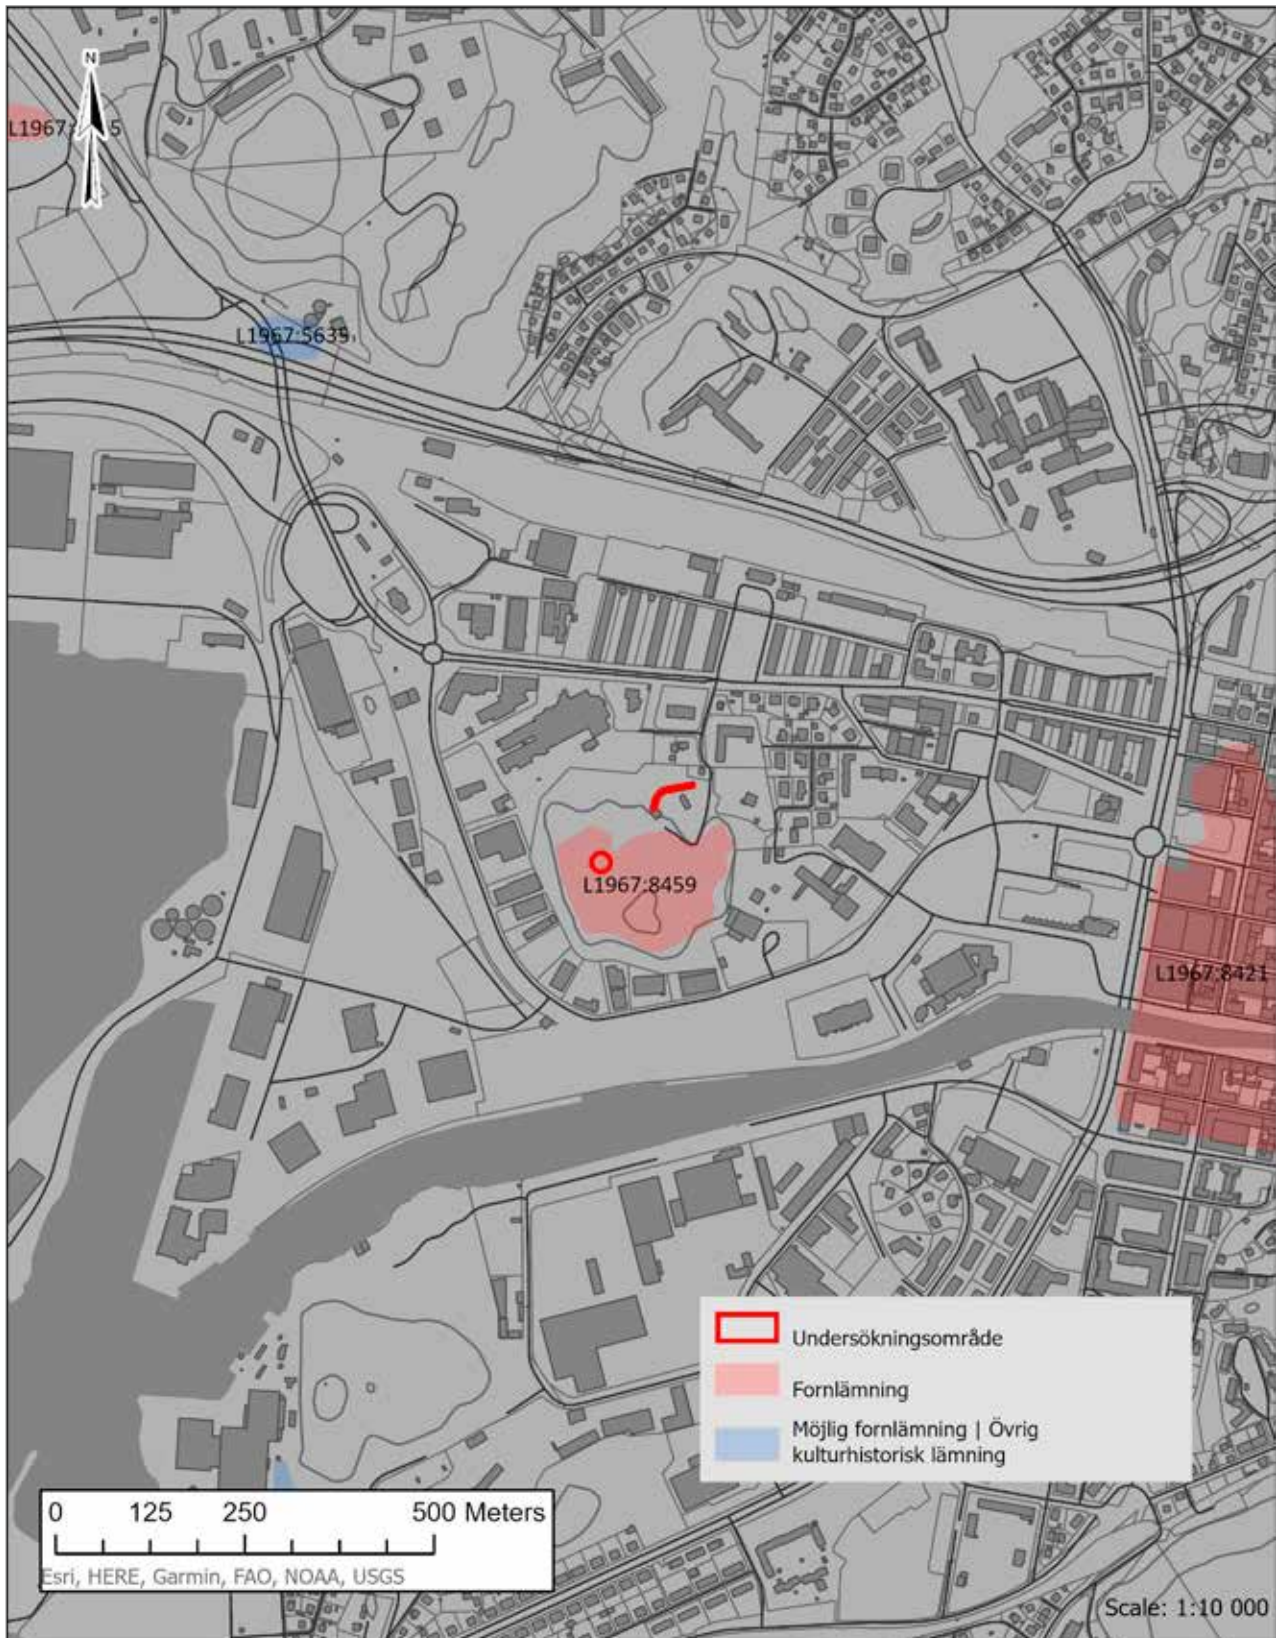 N
L1967:5635
L1967:8459
L1967:8421
Undersökningsområde
Fornlämning
Möjlig fornlämning | Övrig
kulturhistorisk lämning
0 125 250 500 Meters
Esri, HERE, Garmin, FAO, NOAA, USGS
Scale: 1:10 000